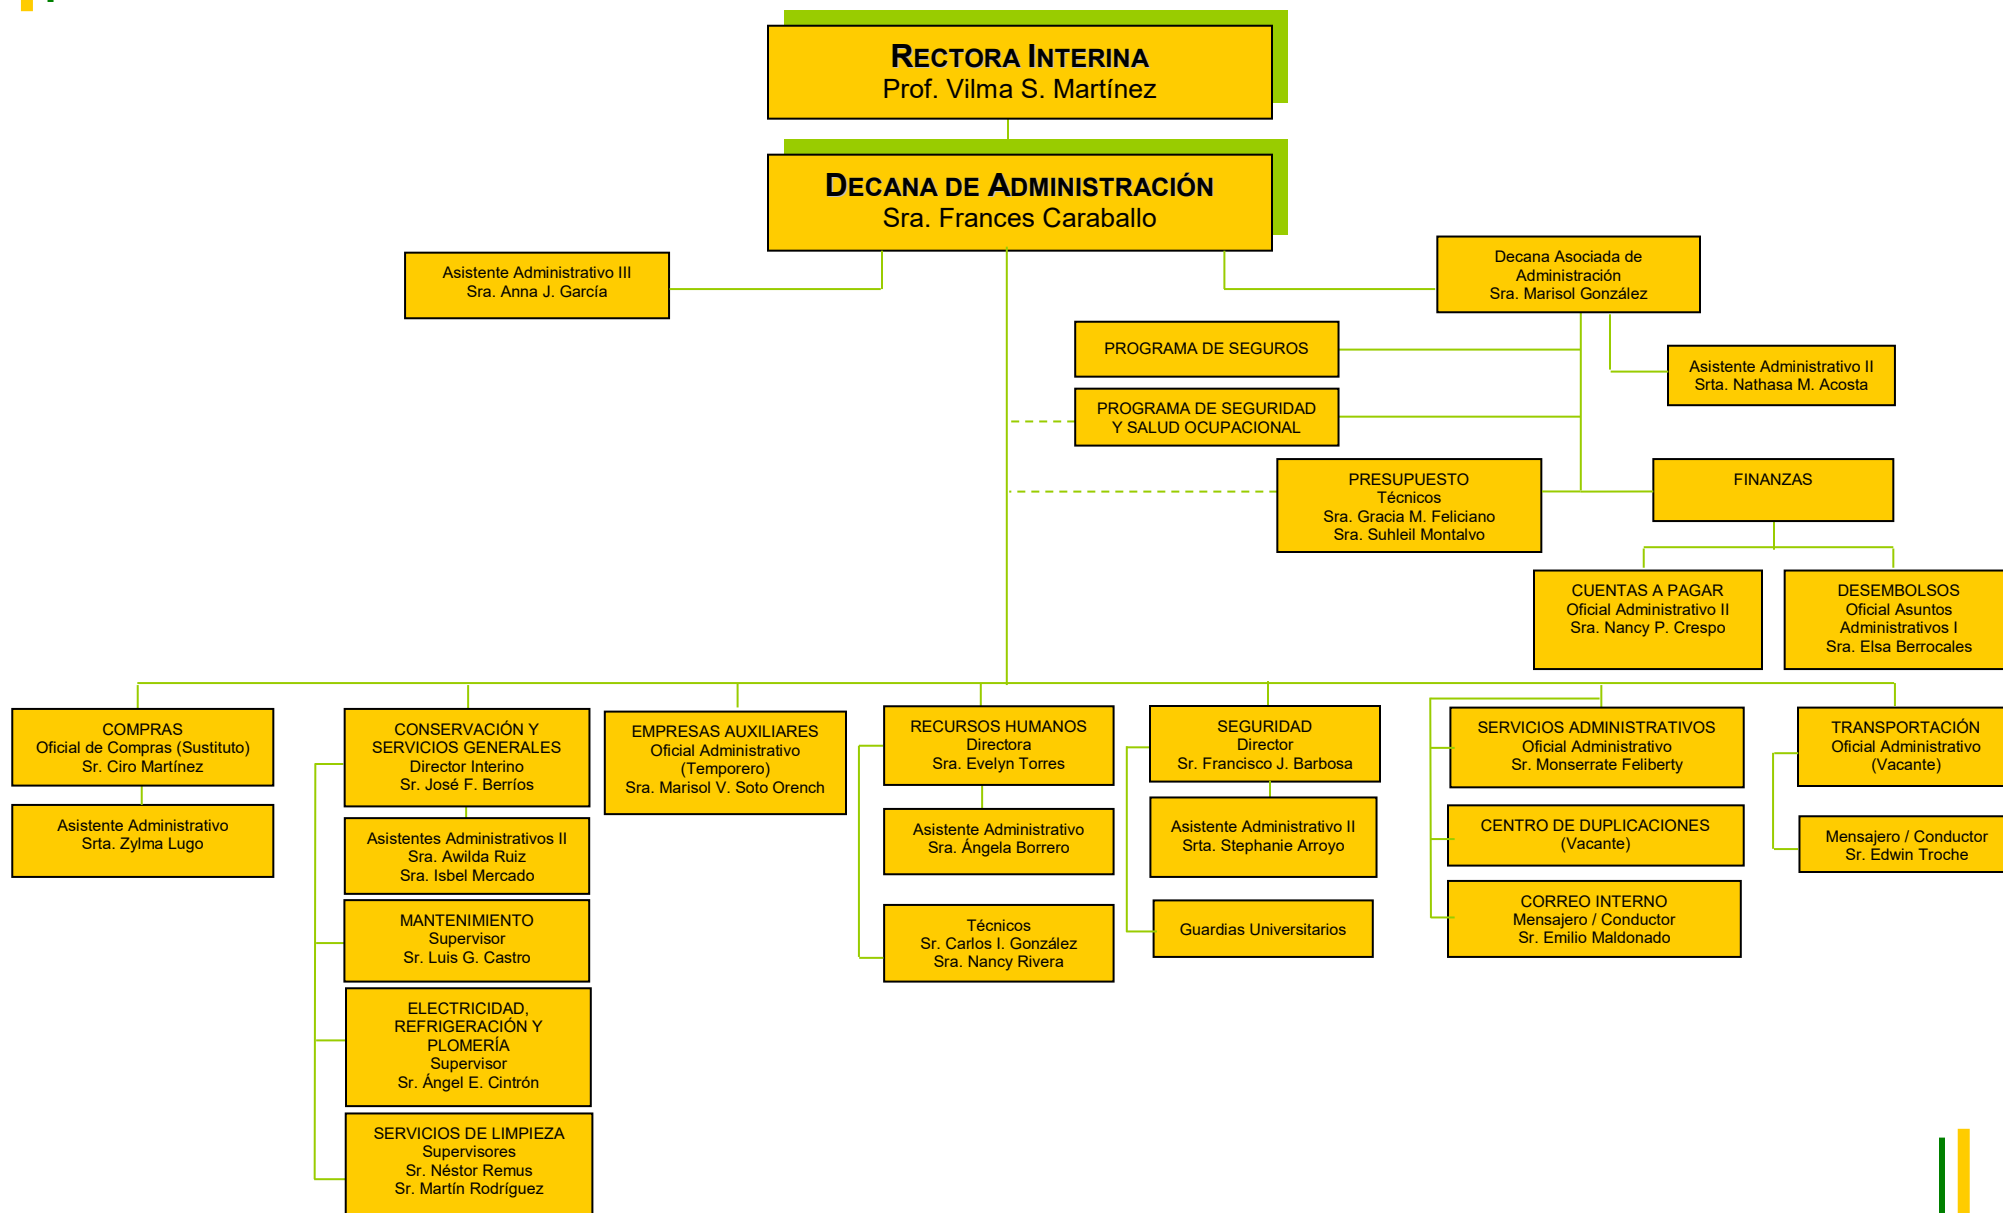 RECTORA INTERINA
Prof. Vilma S. Martínez
DECANA DE ADMINISTRACIÓN
Sra. Frances Caraballo
Asistente Administrativo III
Sra. Anna J. García
Decana Asociada de
Administración
Sra. Marisol González
PROGRAMA DE SEGUROS
Asistente Administrativo II
Srta. Nathasa M. Acosta
PROGRAMA DE SEGURIDAD
Y SALUD OCUPACIONAL
PRESUPUESTO
Técnicos
Sra. Gracia M. Feliciano
Sra. Suhleil Montalvo
FINANZAS
CUENTAS A PAGAR
Oficial Administrativo II
Sra. Nancy P. Crespo
DESEMBOLSOS
Oficial Asuntos
Administrativos I
Sra. Elsa Berrocales
COMPRAS
Oficial de Compras (Sustituto)
Sr. Ciro Martínez
Asistente Administrativo
Srta. Zylma Lugo
CONSERVACIÓN Y
SERVICIOS GENERALES
Director Interino
Sr. José F. Berríos
Asistentes Administrativos II
Sra. Awilda Ruiz
Sra. Isbel Mercado
MANTENIMIENTO
Supervisor
Sr. Luis G. Castro
ELECTRICIDAD,
REFRIGERACIÓN Y
PLOMERÍA
Supervisor
Sr. Ángel E. Cintrón
SERVICIOS DE LIMPIEZA
Supervisores
Sr. Néstor Remus
Sr. Martín Rodríguez
EMPRESAS AUXILIARES
Oficial Administrativo
(Temporero)
Sra. Marisol V. Soto Orench
RECURSOS HUMANOS
Directora
Sra. Evelyn Torres
Asistente Administrativo
Sra. Ángela Borrero
Técnicos
Sr. Carlos I. González
Sra. Nancy Rivera
SEGURIDAD
Director
Sr. Francisco J. Barbosa
Asistente Administrativo II
Srta. Stephanie Arroyo
Guardias Universitarios
SERVICIOS ADMINISTRATIVOS
Oficial Administrativo
Sr. Monserrate Feliberty
CENTRO DE DUPLICACIONES
(Vacante)
CORREO INTERNO
Mensajero / Conductor
Sr. Emilio Maldonado
TRANSPORTACIÓN
Oficial Administrativo
(Vacante)
Mensajero / Conductor
Sr. Edwin Troche